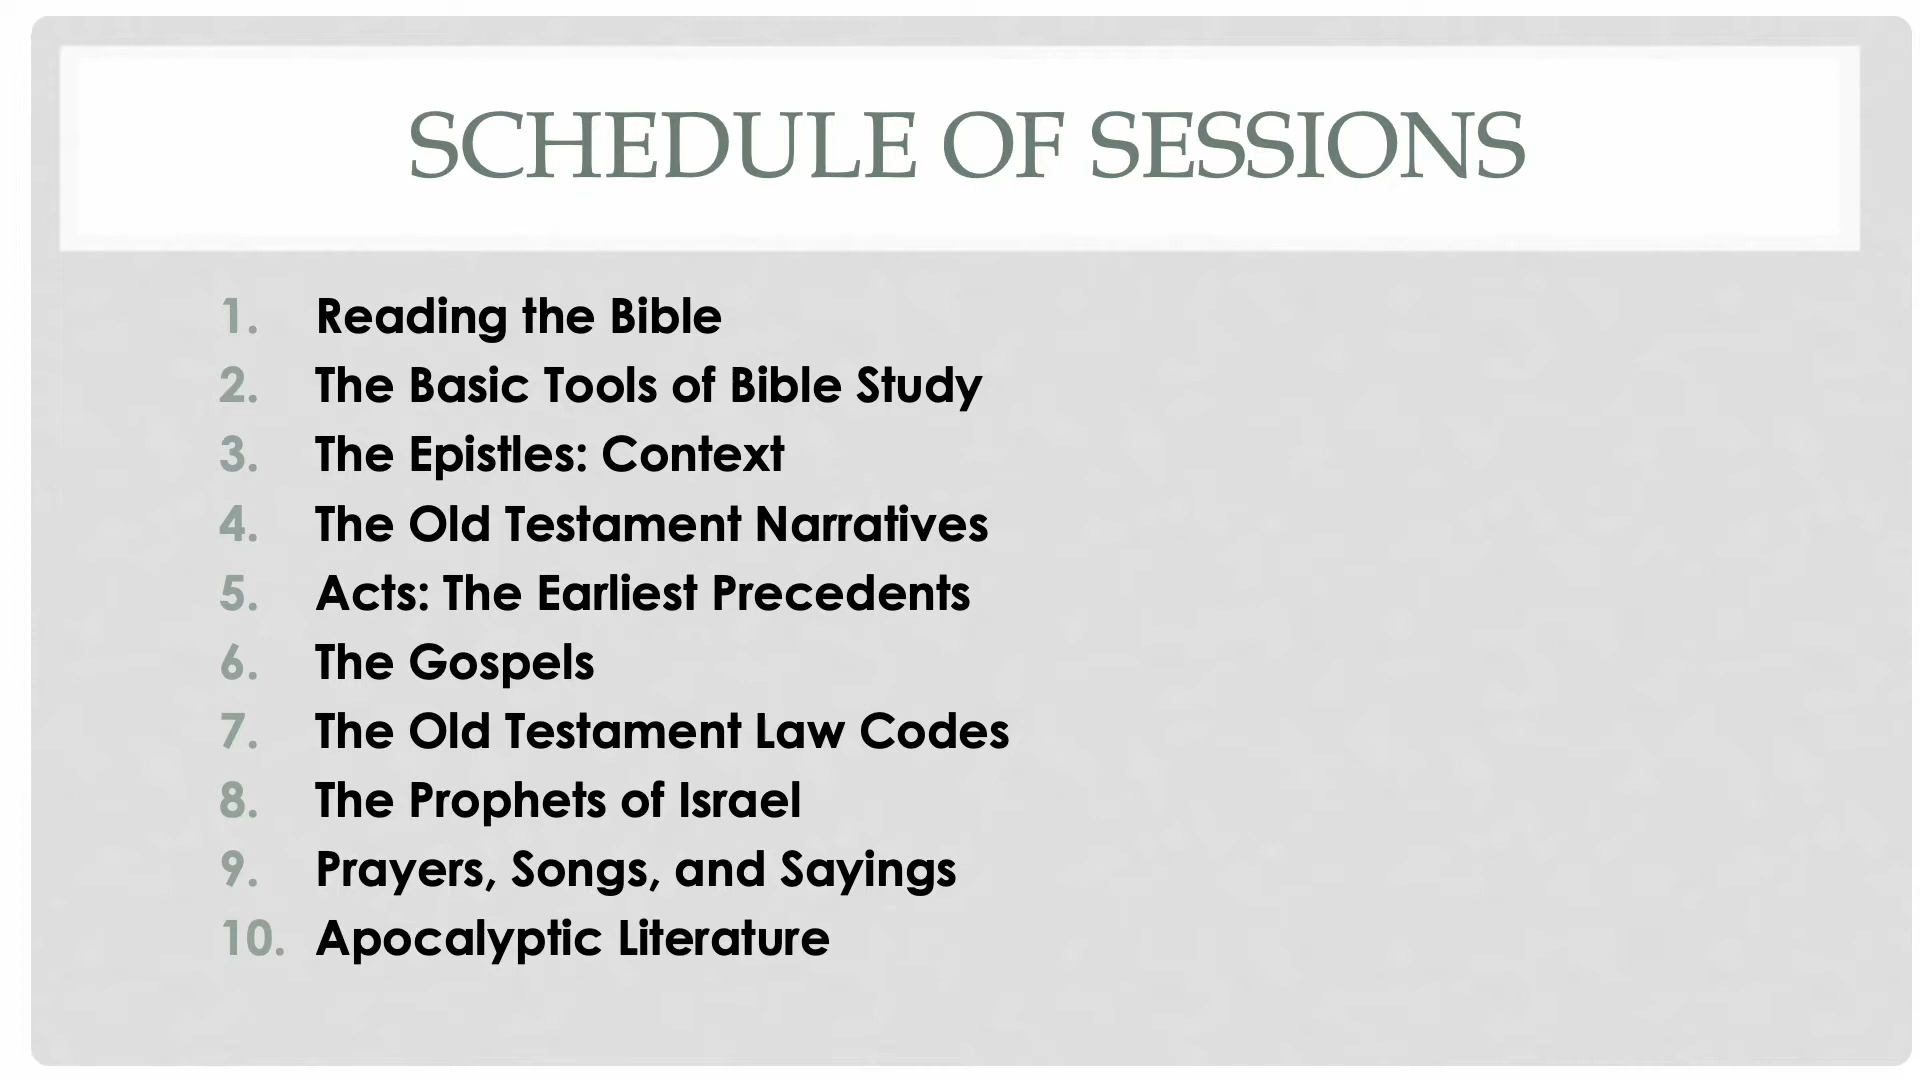 SCHEDULE OF SESSIONS
1. Reading the Bible
2. The Basic Tools of Bible Study
3. The Epistles: Context
4. The Old Testament Narratives
5. Acts: The Earliest Precedents
6. The Gospels
7. The Old Testament Law Codes
8. The Prophets of Israel
9. Prayers, Songs, and Sayings
10. Apocalyptic Literature